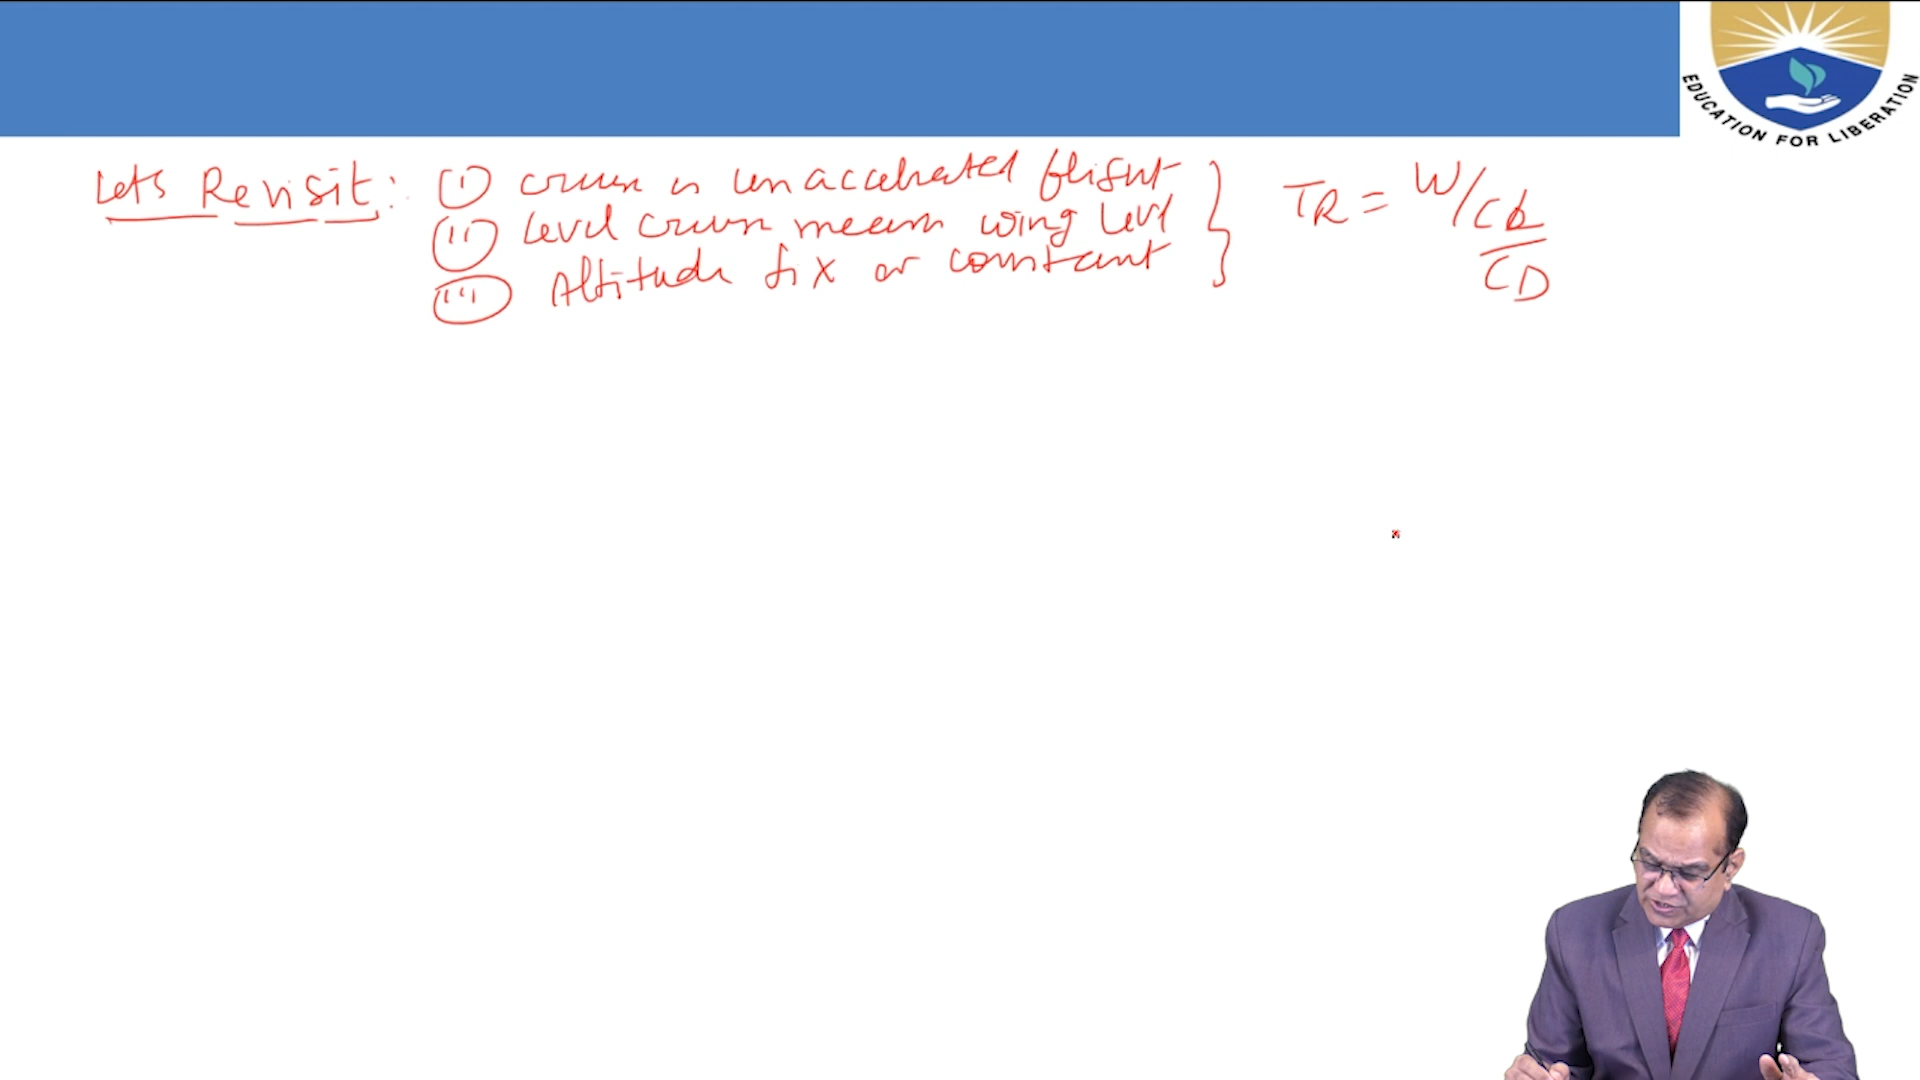 EDUCATION FOR LIBERATION
Lets Revisit: (i) cruise is unaccelerated flight
(ii) Level cruise means wing level
(iii) Altitude fix or constant
TR = W/CL
CD